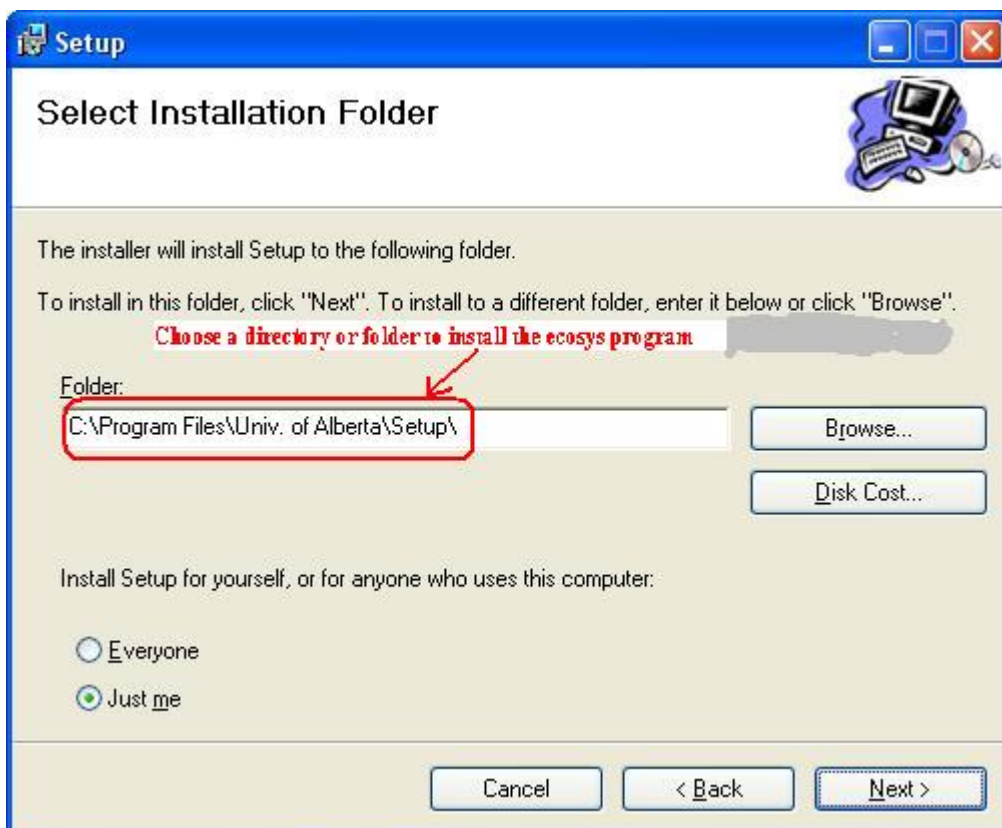 Setup
Select Installation Folder
The installer will install Setup to the following folder.
To install in this folder, click "Next". To install to a different folder, enter it below or click "Browse".
Choose a directory or folder to install the ecosys program
Folder:
C:\Program Files\Univ. of Alberta\Setup\
Browse...
Disk Cost...
Install Setup for yourself, or for anyone who uses this computer:
Everyone
Just me
Cancel
< Back
Next >